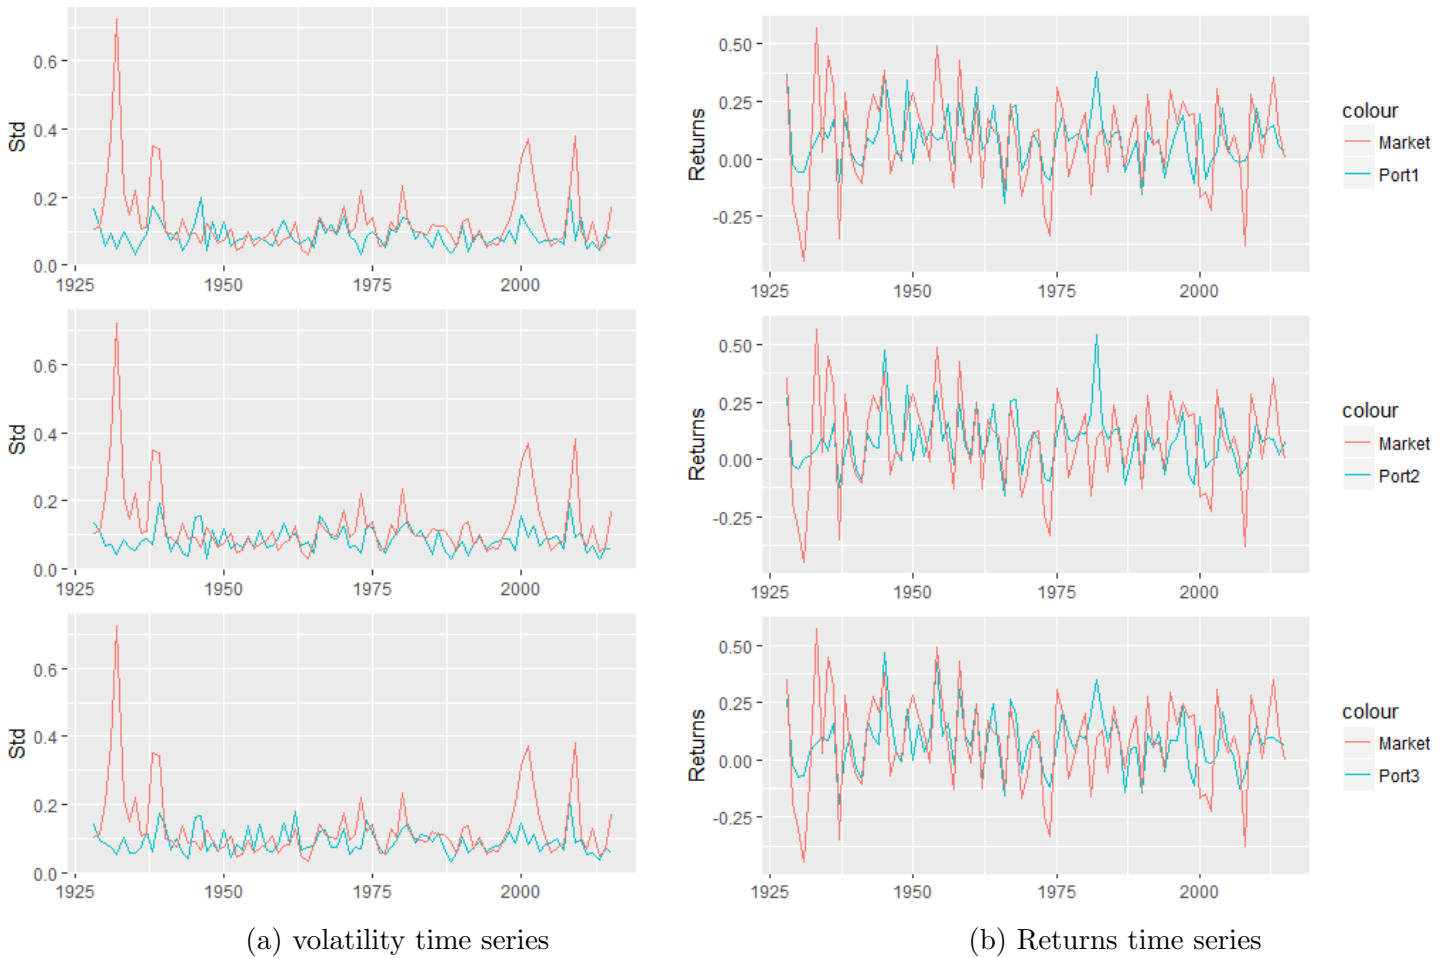 Std
0.6
0.4
0.2
0.0
1925 1950 1975 2000
Std
0.6
0.4
0.2
0.0
1925 1950 1975 2000
Std
0.6
0.4
0.2
0.0
1925 1950 1975 2000
(a) volatility time series
Returns
0.50
0.25
0.00
-0.25
1925 1950 1975 2000
colour
Market
Port1
Returns
0.50
0.25
0.00
-0.25
1925 1950 1975 2000
colour
Market
Port2
Returns
0.50
0.25
0.00
-0.25
1925 1950 1975 2000
colour
Market
Port3
(b) Returns time series